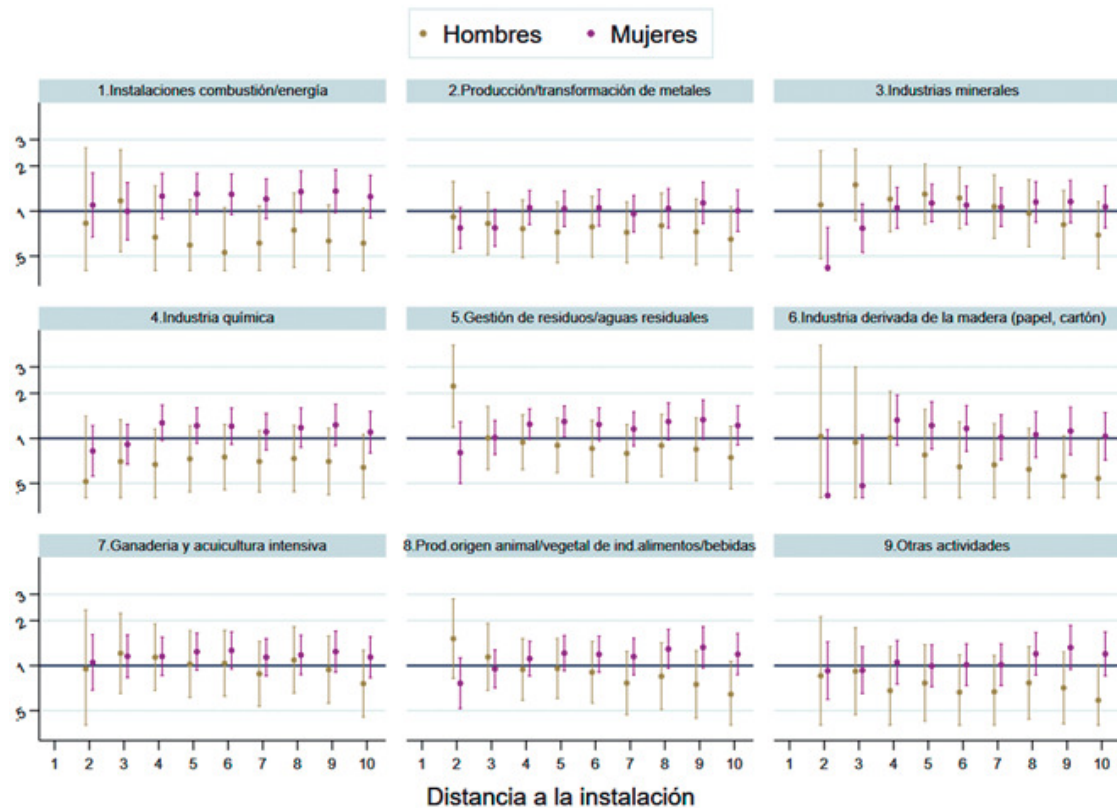 Hombres Mujeres
1.Instalaciones combustión/energía 2.Producción/transformación de metales 3.Industrias minerales
3
2
1
.5
4.Industria química 5.Gestión de residuos/aguas residuales 6.Industria derivada de la madera (papel, cartón)
3
2
1
.5
7.Ganaderia y acuicultura intensiva 8.Prod.origen animal/vegetal de ind.alimentos/bebidas 9.Otras actividades
3
2
1
.5
1 2 3 4 5 6 7 8 9 10 1 2 3 4 5 6 7 8 9 10 1 2 3 4 5 6 7 8 9 10
Distancia a la instalación